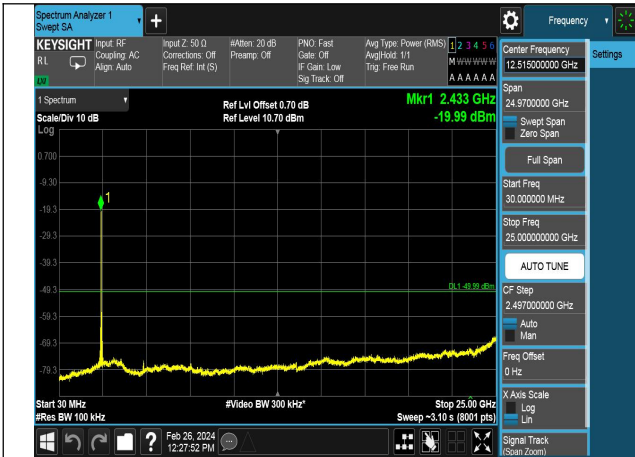 Spectrum Analyzer 1
Swept SA
Frequency
KEYSIGHT
RL
Input: RF
Coupling: AC
Align: Auto
Input Z: 50 Ω
Corrections: Off
Freq Ref: Int (S)
#Atten: 20 dB
Preamp: Off
PNO: Fast
Gate: Off
IF Gain: Low
Sig Track: Off
Avg Type: Power (RMS)
Avg|Hold: 1/1
Trig: Free Run
1 2 3 4 5 6
M W W W W W
A A A A A A
1 Spectrum
Scale/Div 10 dB
Log
Ref Lvl Offset 0.70 dB
Ref Level 10.70 dBm
Mkr1 2.433 GHz
-19.99 dBm
0.700
-9.30
-19.3
-29.3
-39.3
-49.3
-59.3
-69.3
-79.3
1
DL1 -49.99 dBm
Start 30 MHz
#Res BW 100 kHz
#Video BW 300 kHz*
Stop 25.00 GHz
Sweep ~3.10 s (8001 pts)
Feb 26, 2024
12:27:52 PM
Center Frequency
12.515000000 GHz
Span
24.9700000 GHz
Swept Span
Zero Span
Full Span
Start Freq
30.000000 MHz
Stop Freq
25.000000000 GHz
AUTO TUNE
CF Step
2.497000000 GHz
Auto
Man
Freq Offset
0 Hz
X Axis Scale
Log
Lin
Signal Track
(Span Zoom)
Settings